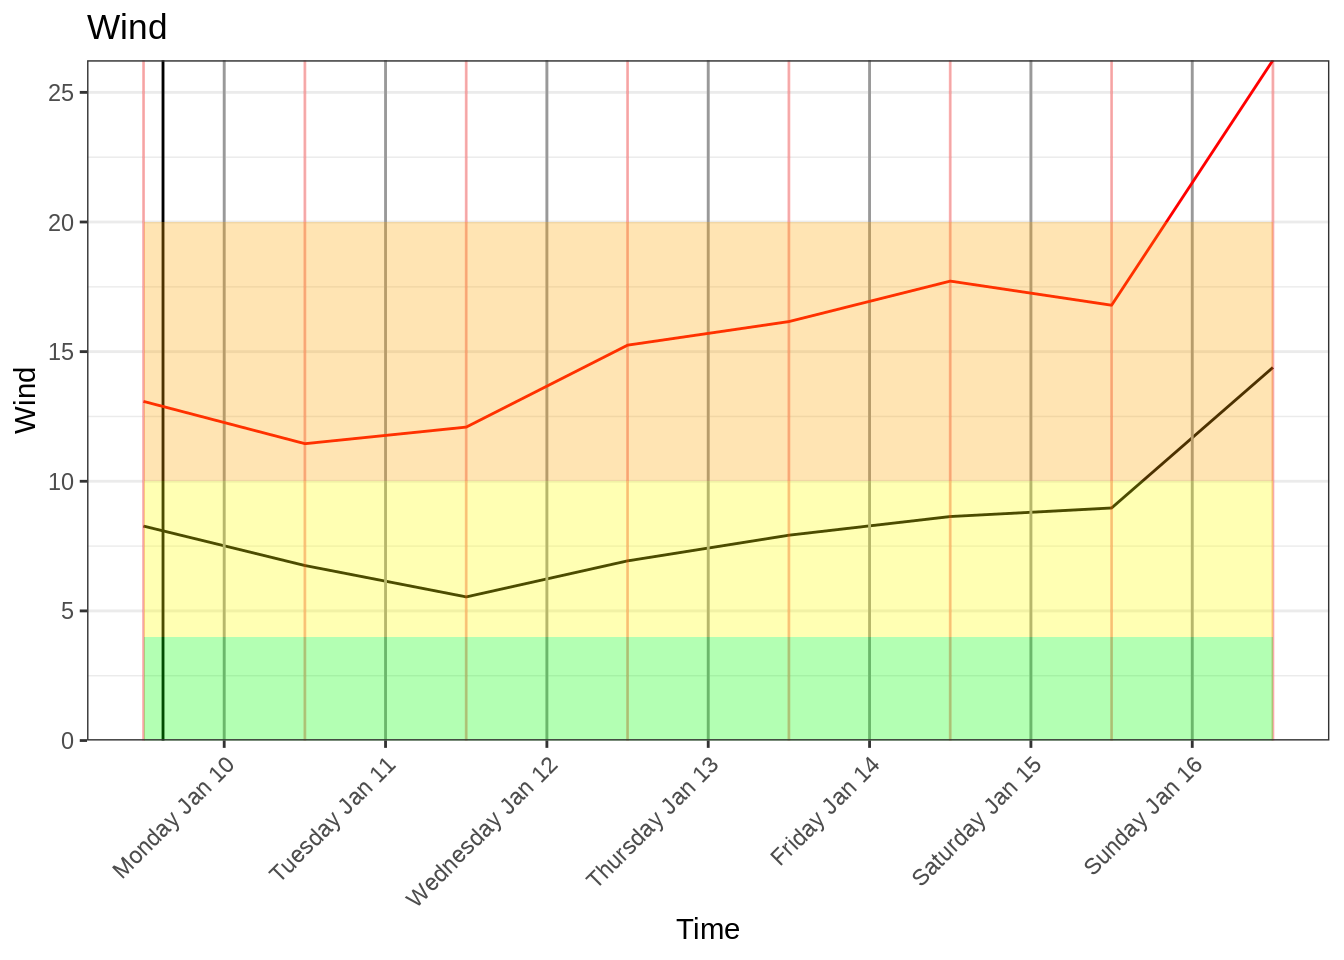 Wind
25
20
15
10
5
0
Wind
Monday Jan 10
Tuesday Jan 11
Wednesday Jan 12
Thursday Jan 13
Friday Jan 14
Saturday Jan 15
Sunday Jan 16
Time